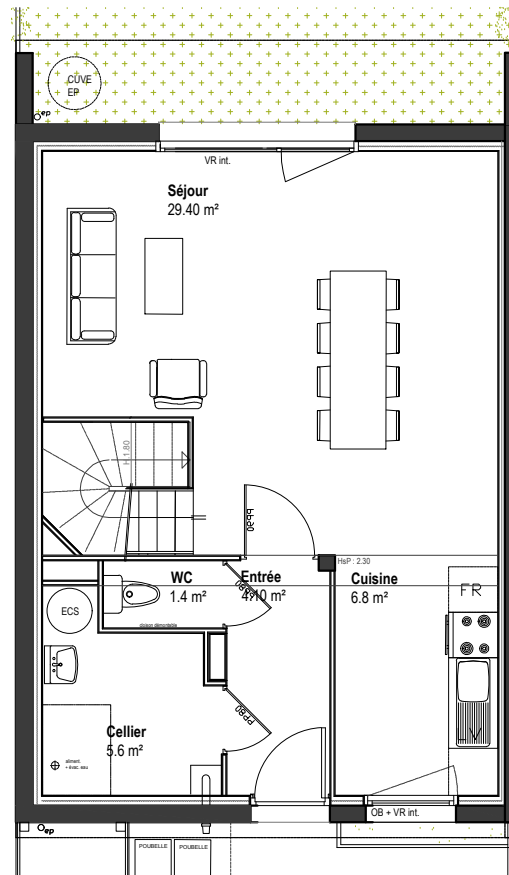 CUVE
EP
ep
VR int.
Séjour
29.40 m²
H.1.80
PP90
HsP : 2.30
WC
1.4 m²
Entrée
4.10 m²
Cuisine
6.8 m²
FR
ECS
cloison démontable
PP80
Cellier
5.6 m²
aliment.
+ évac. eau
LV
OB + VR int.
ep
POUBELLE
POUBELLE